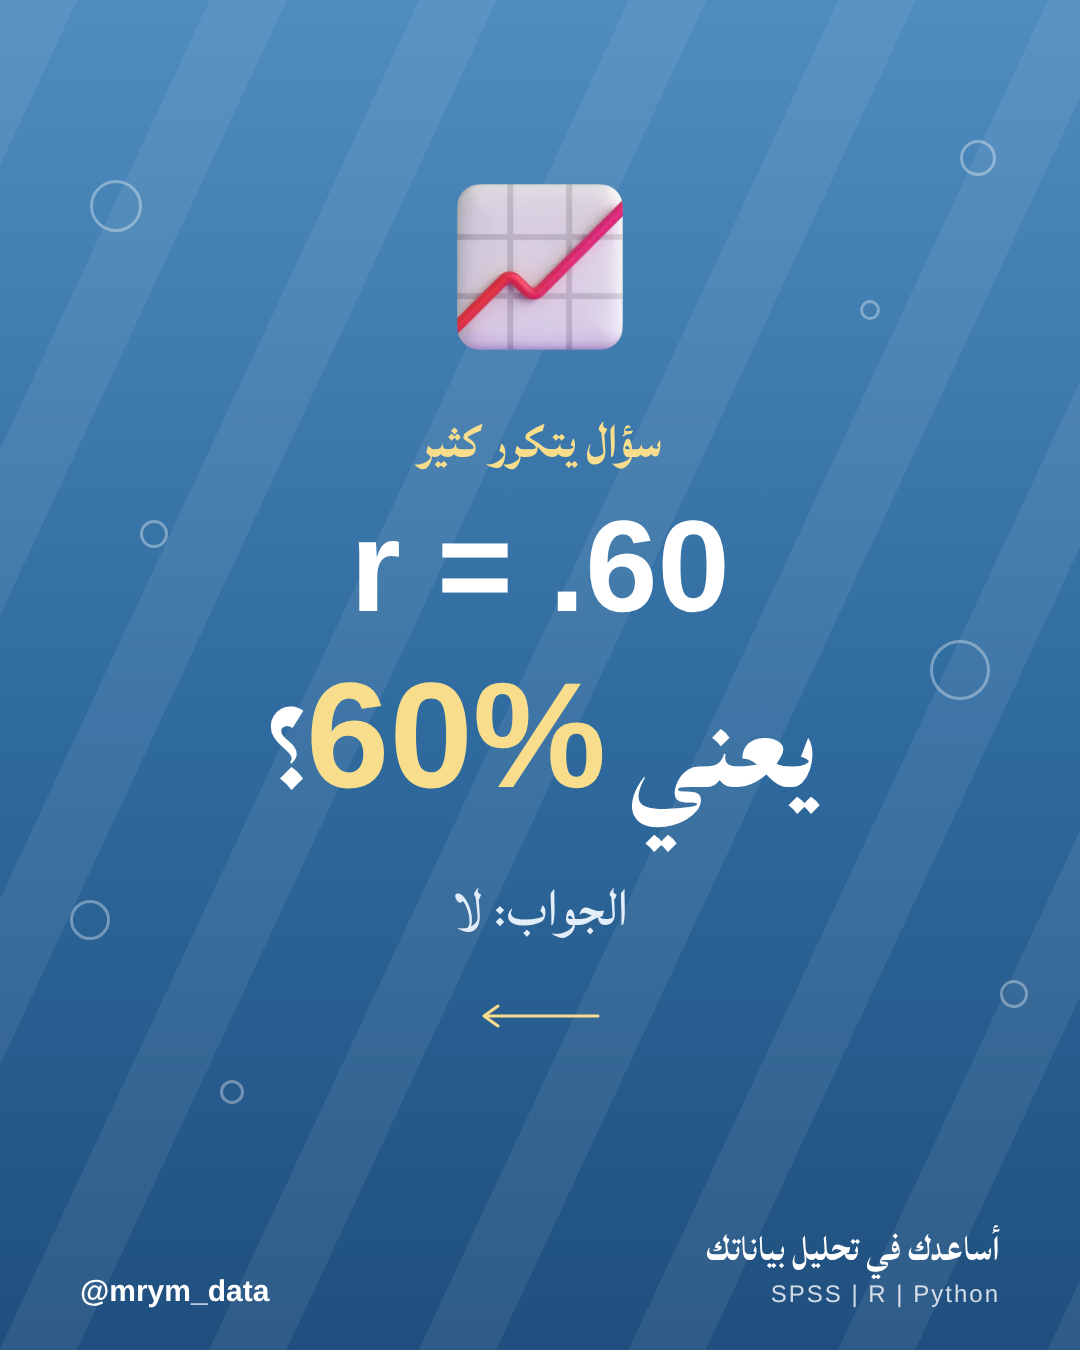 سؤال يتكرر كثير
r = .60
يعني 60%؟
الجواب: لا
أساعدك في تحليل بياناتك
SPSS | R | Python
@mrym_data